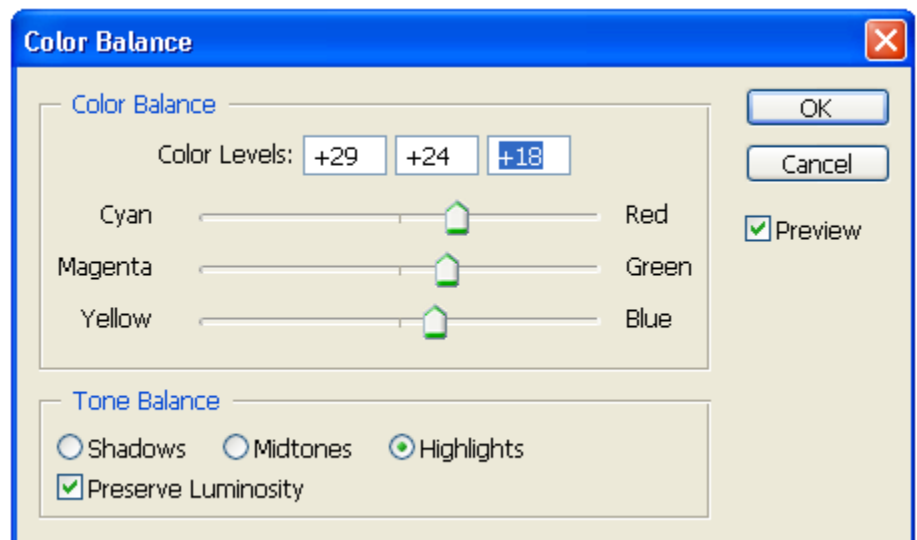 Color Balance
Color Balance
OK
Color Levels: +29 +24 +18
Cancel
Cyan Red
Preview
Magenta Green
Yellow Blue
Tone Balance
Shadows Midtones Highlights
Preserve Luminosity